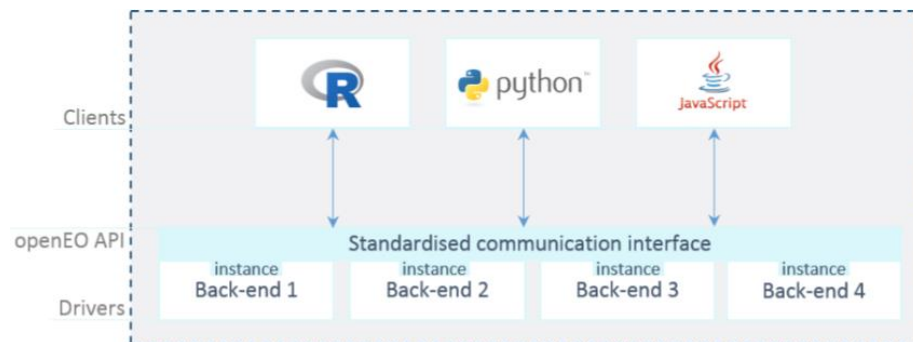 R
python™
JavaScript
Clients
openEO API
Standardised communication interface
instance
Back-end 1
instance
Back-end 2
instance
Back-end 3
instance
Back-end 4
Drivers